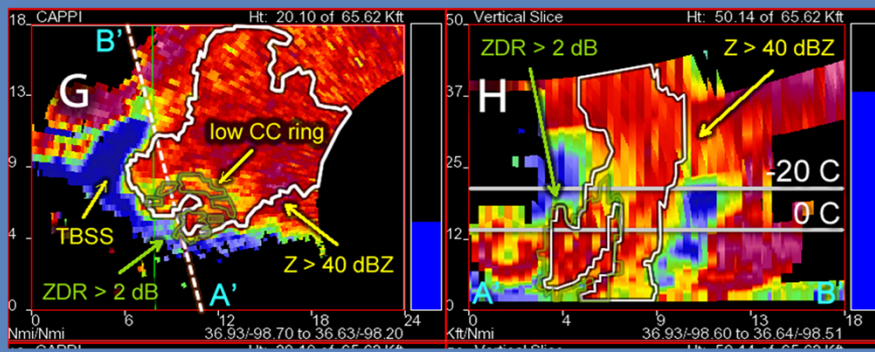 CAPPI Ht: 20.10 of 65.62 Kft
18
B'
G
13
low CC ring
9
TBSS
4
ZDR > 2 dB
Z > 40 dBZ
A'
0
0 6 12 18 24
Nmi/Nmi 36.93/-98.70 to 36.63/-98.20
Vertical Slice Ht: 50.14 of 65.62 Kft
50
ZDR > 2 dB
Z > 40 dBZ
37
H
25
-20 C
0 C
12
A'
B'
0
0 4 9 13 18
Kft/Nmi 36.93/-98.60 to 36.64/-98.51